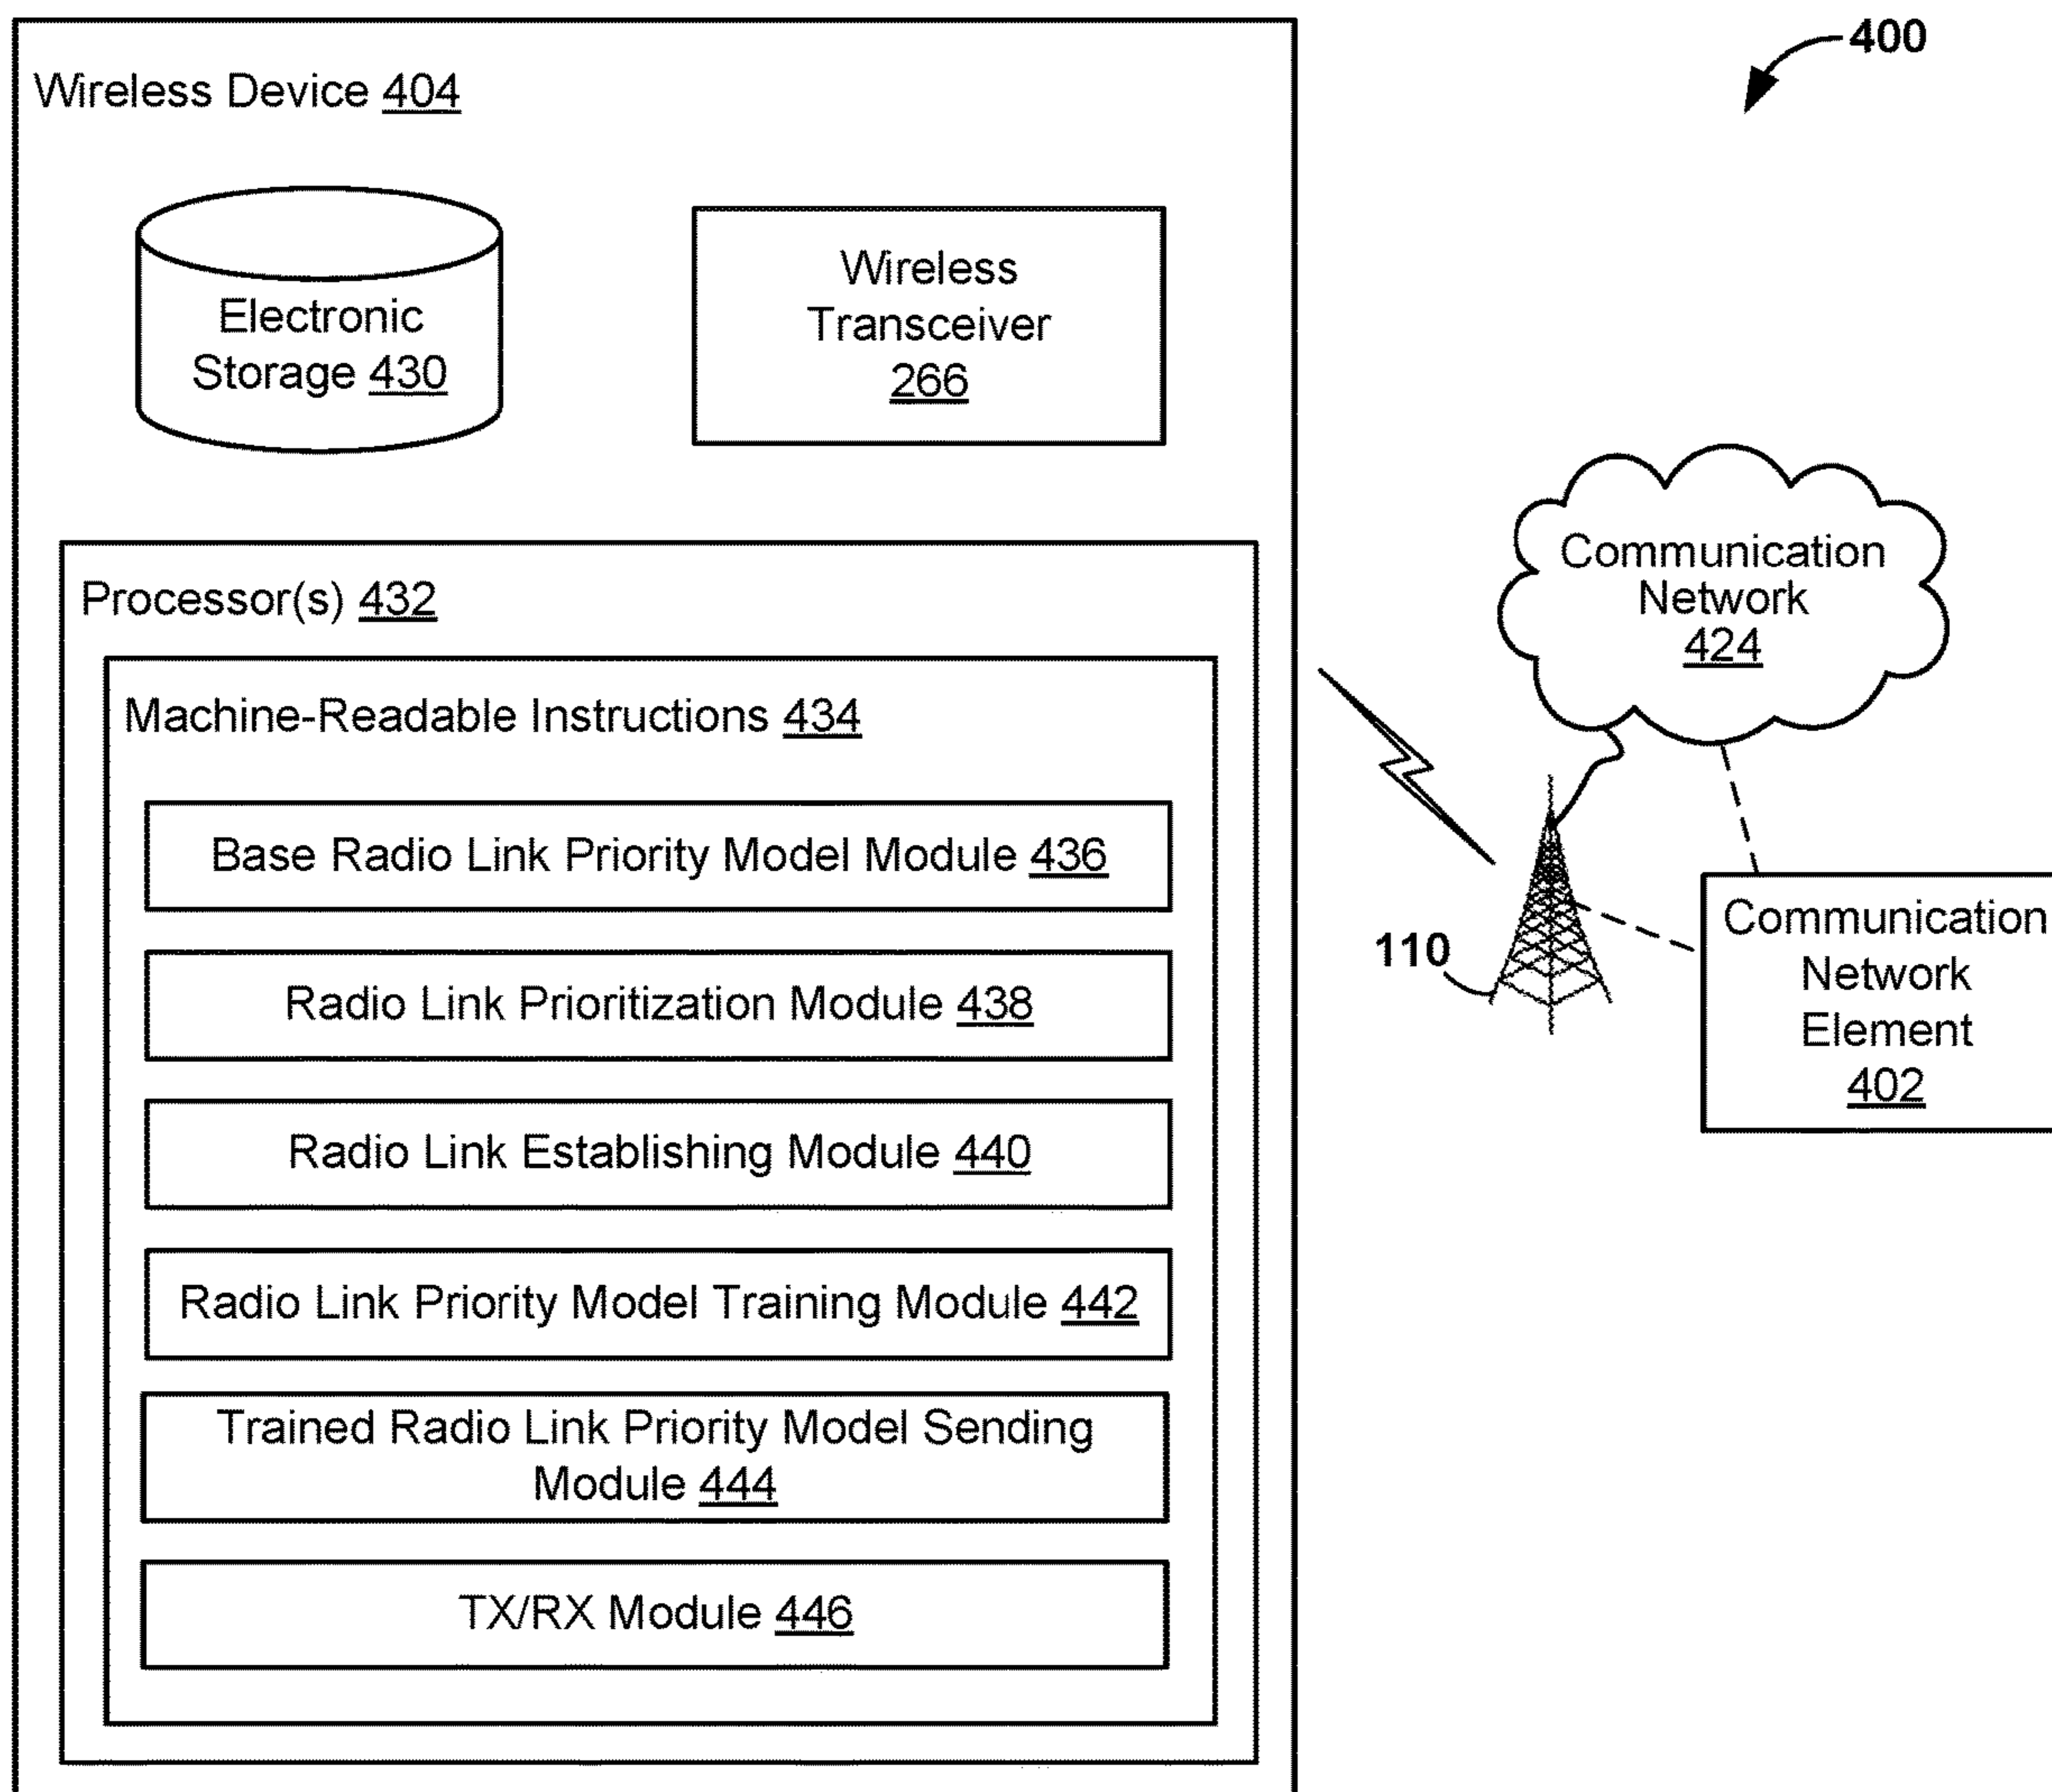 400
Wireless Device 404
Electronic
Storage 430
Wireless
Transceiver
266
Processor(s) 432
Machine-Readable Instructions 434
Base Radio Link Priority Model Module 436
Radio Link Prioritization Module 438
Radio Link Establishing Module 440
Radio Link Priority Model Training Module 442
Trained Radio Link Priority Model Sending
Module 444
TX/RX Module 446
Communication
Network
424
110
Communication
Network
Element
402